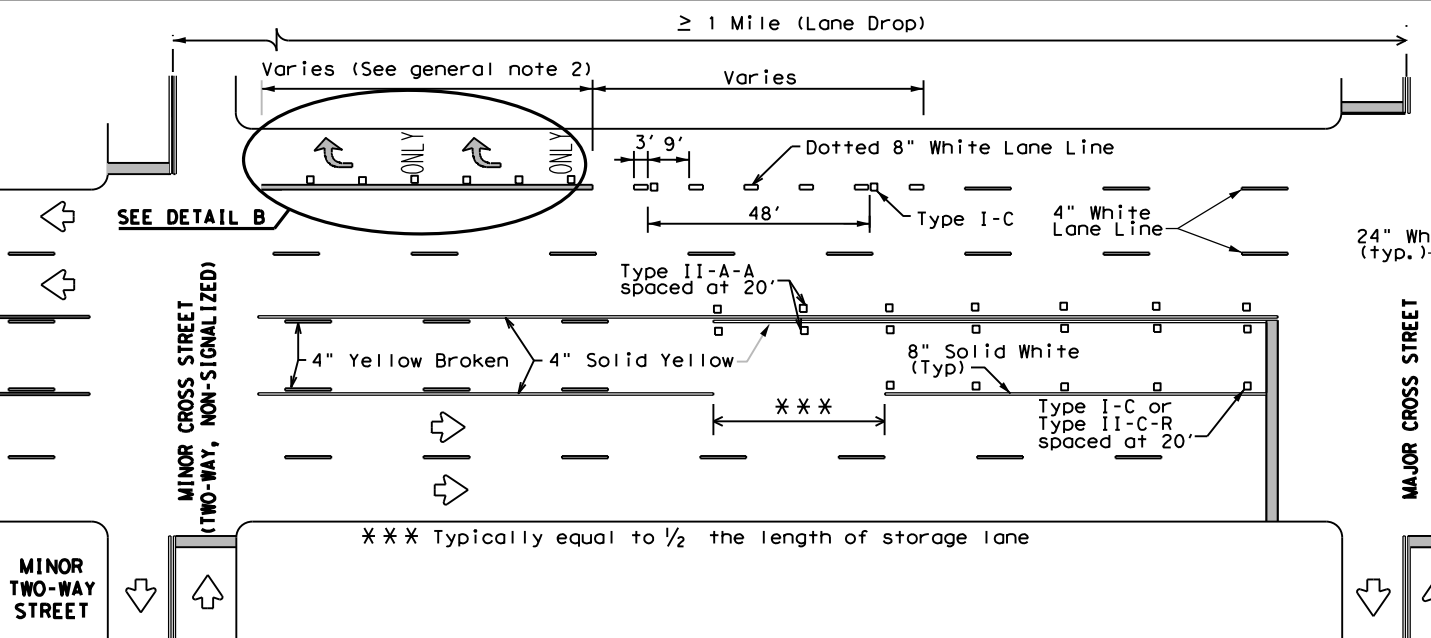 ≥ 1 Mile (Lane Drop)
Varies (See general note 2)
Varies
ONLY
ONLY
3' 9'
Dotted 8" White Lane Line
SEE DETAIL B
48'
Type I-C
4" White
Lane Line
24" Wh
(typ.)
Type II-A-A
spaced at 20'
MINOR CROSS STREET
(TWO-WAY, NON-SIGNALIZED)
4" Yellow Broken
4" Solid Yellow
8" Solid White
(Typ)
MAJOR CROSS STREET
***
Type I-C or
Type II-C-R
spaced at 20'
*** Typically equal to ½ the length of storage lane
MINOR
TWO-WAY
STREET